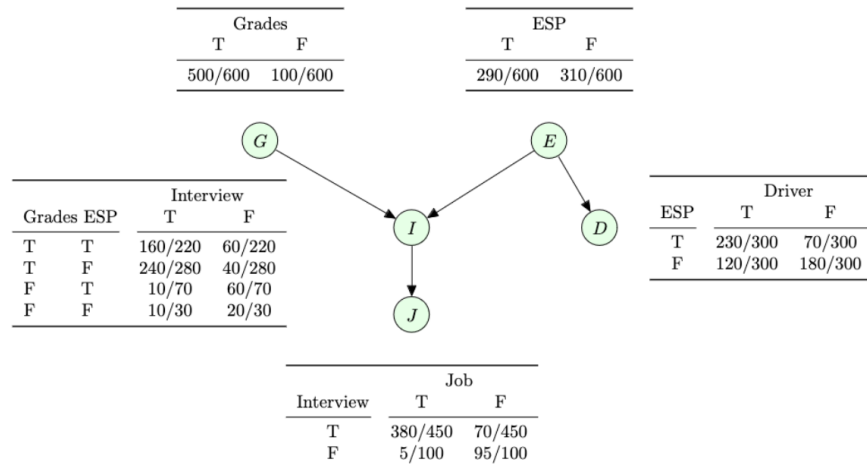 Grades
T F
500/600 100/600
ESP
T F
290/600 310/600
G
E
Interview
Grades ESP T F
T T 160/220 60/220
T F 240/280 40/280
F T 10/70 60/70
F F 10/30 20/30
I
D
Driver
ESP T F
T 230/300 70/300
F 120/300 180/300
J
Job
Interview T F
T 380/450 70/450
F 5/100 95/100